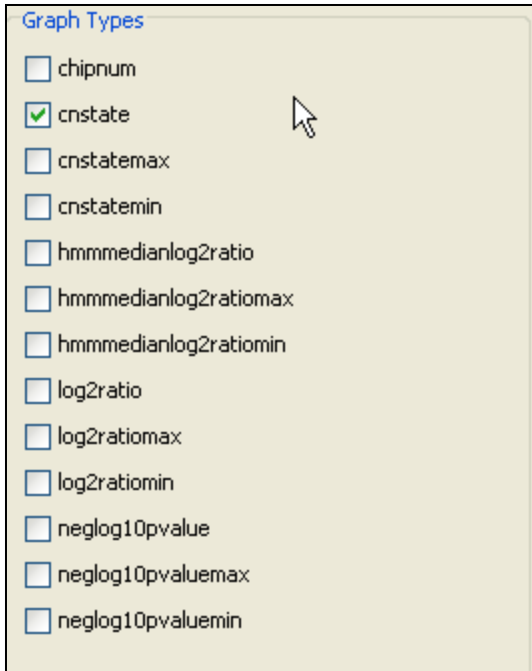 Graph Types
chipnum
cnstate
cnstatemax
cnstatemin
hmmmedianlog2ratio
hmmmedianlog2ratiomax
hmmmedianlog2ratiomin
log2ratio
log2ratiomax
log2ratiomin
neglog10pvalue
neglog10pvaluemax
neglog10pvaluemin